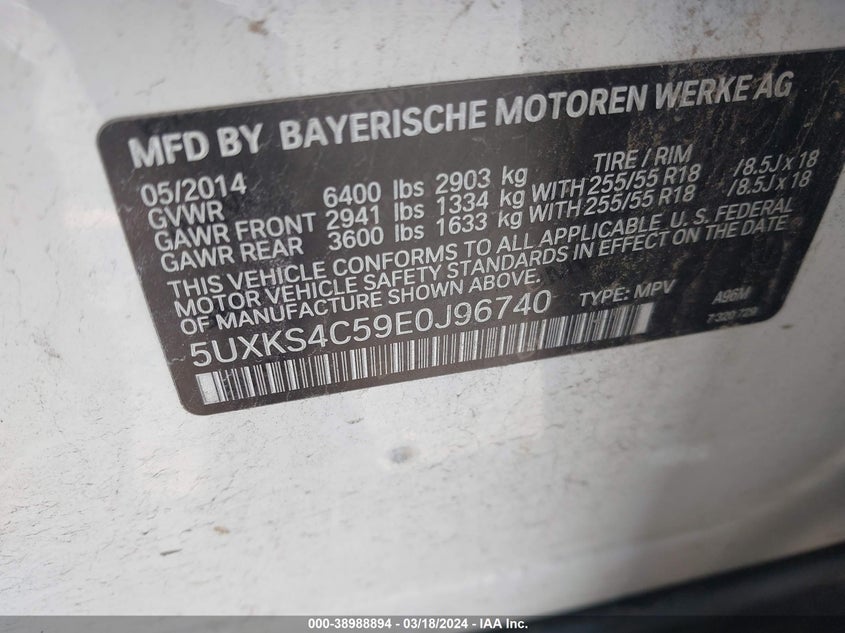 MFD BY BAYERISCHE MOTOREN WERKE AG
05/2014 TIRE / RIM
GVWR 6400 lbs 2903 kg
GAWR FRONT 2941 lbs 1334 kg WITH 255/55 R18 /8.5J x 18
GAWR REAR 3600 lbs 1633 kg WITH 255/55 R18 /8.5J x 18
THIS VEHICLE CONFORMS TO ALL APPLICABLE U. S. FEDERAL
MOTOR VEHICLE SAFETY STANDARDS IN EFFECT ON THE DATE
OF MANUFACTURE SHOWN ABOVE.
5UXKS4C59E0J96740 TYPE: MPV A96M
7 320 729
000-38988894 - 03/18/2024 - IAA Inc.